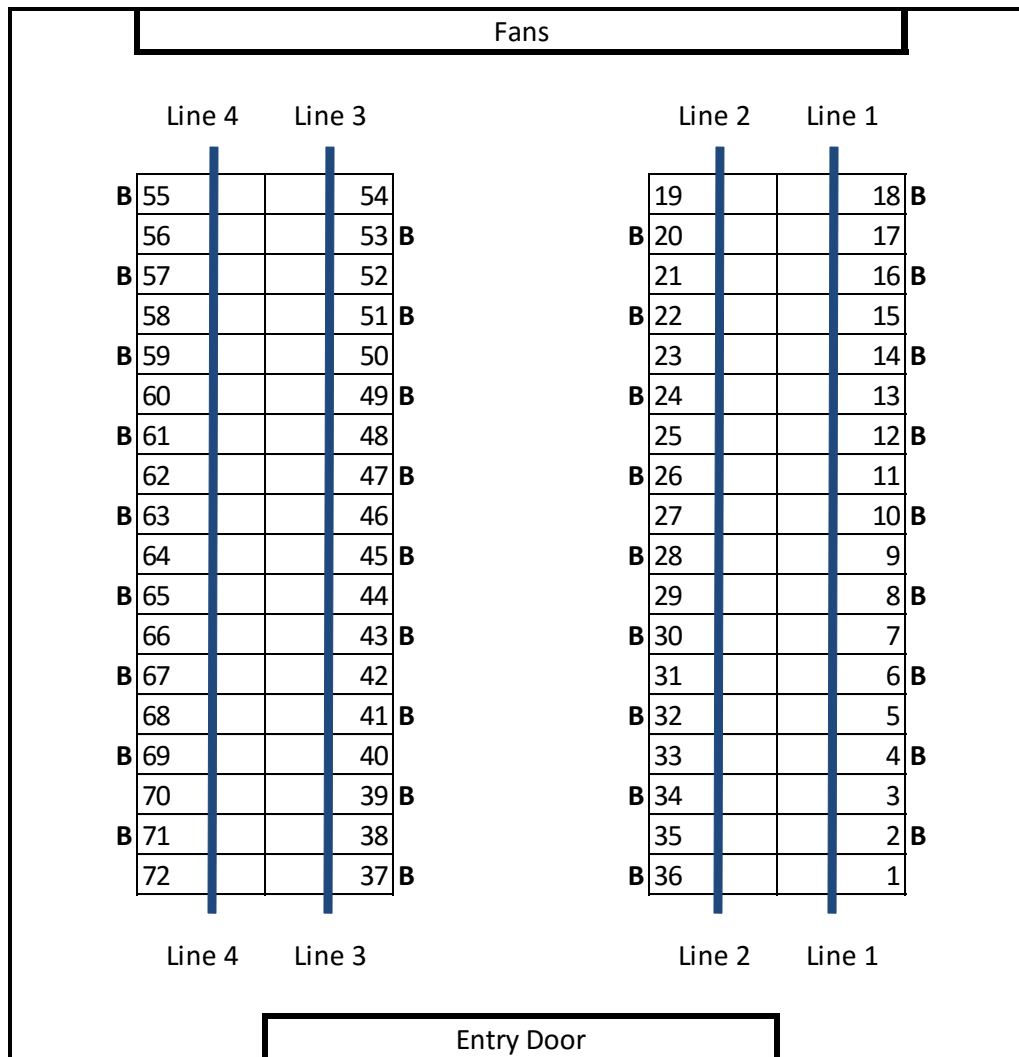 Fans
Line 4 Line 3 Line 2 Line 1
B 55 54 19 18 B
56 53 B B 20 17
B 57 52 21 16 B
58 51 B B 22 15
B 59 50 23 14 B
60 49 B B 24 13
B 61 48 25 12 B
62 47 B B 26 11
B 63 46 27 10 B
64 45 B B 28 9
B 65 44 29 8 B
66 43 B B 30 7
B 67 42 31 6 B
68 41 B B 32 5
B 69 40 33 4 B
70 39 B B 34 3
B 71 38 35 2 B
72 37 B B 36 1
Line 4 Line 3 Line 2 Line 1
Entry Door